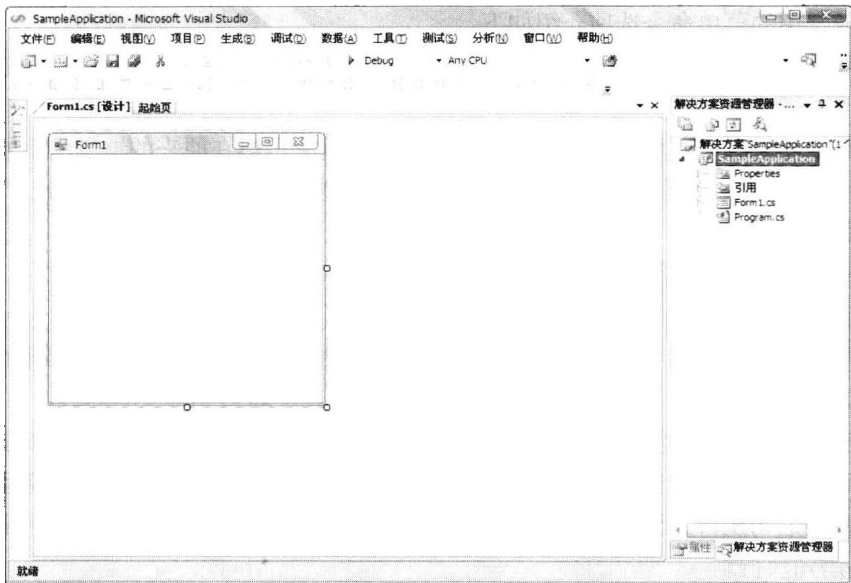 SampleApplication - Microsoft Visual Studio
文件(F) 编辑(E) 视图(V) 项目(P) 生成(B) 调试(D) 数据(A) 工具(T) 测试(S) 分析(N) 窗口(W) 帮助(H)
Debug Any CPU
Form1.cs [设计] 起始页
Form1
解决方案资源管理器 - ...
解决方案"SampleApplication"(1
SampleApplication
Properties
引用
Form1.cs
Program.cs
属性 解决方案资源管理器
就绪